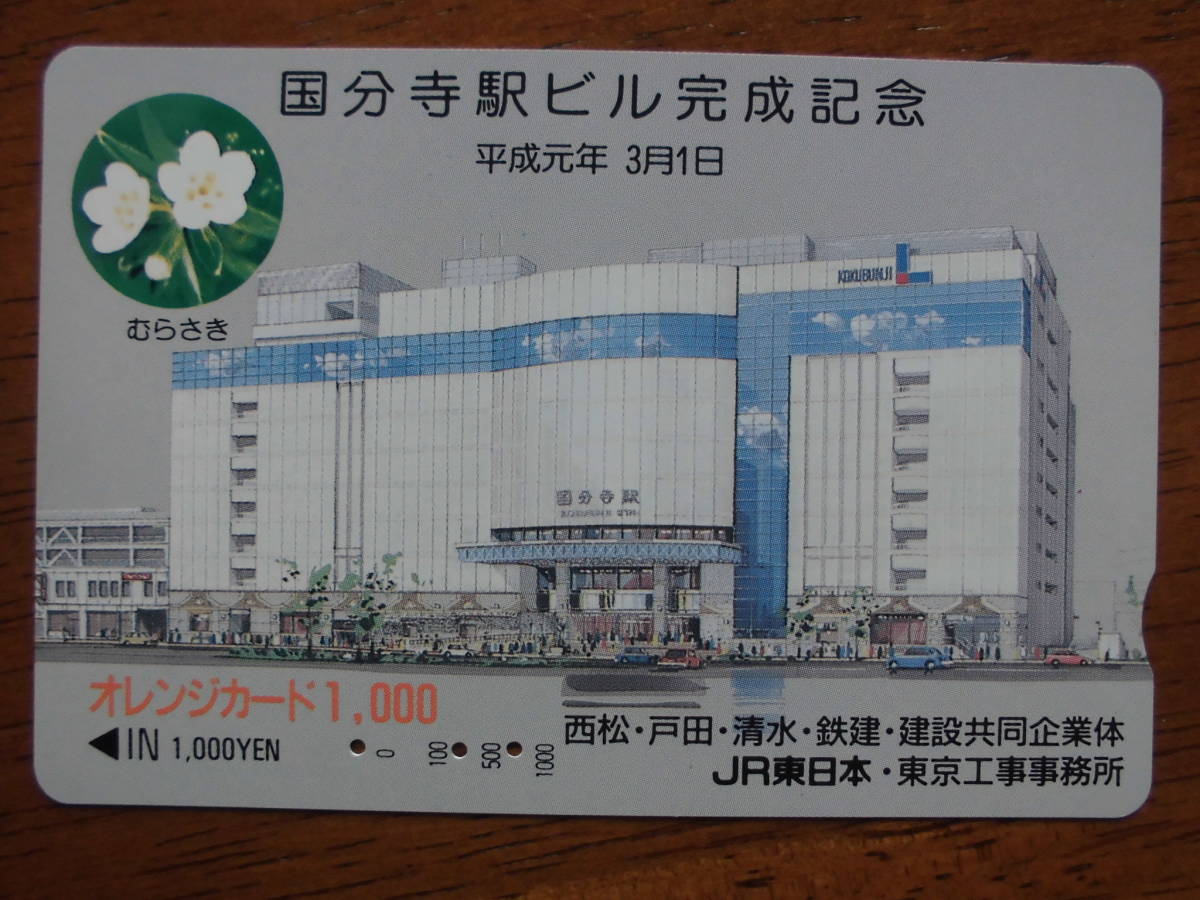 国分寺駅ビル完成記念
平成元年 3月1日
むらさき
KOKUBUNJI L
国分寺駅
オレンジカード1,000
IN 1,000YEN
0 100 500 1000
西松・戸田・清水・鉄建・建設共同企業体
JR東日本・東京工事事務所